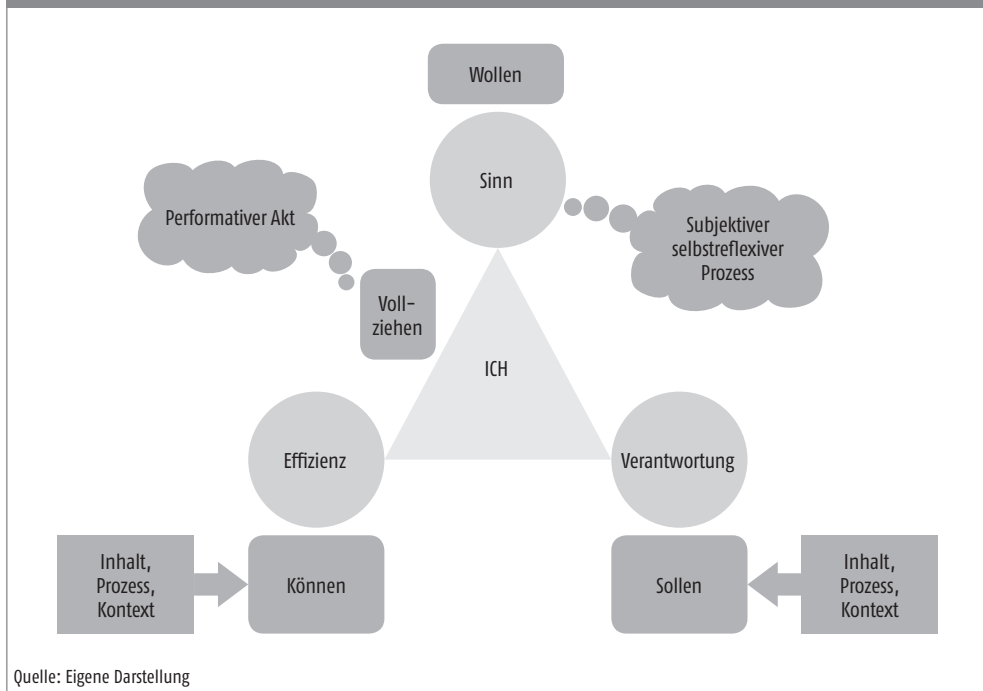 Wollen
Sinn
Performativer Akt
Subjektiver
selbstreflexiver
Prozess
Voll-
ziehen
ICH
Effizienz
Verantwortung
Inhalt,
Prozess,
Kontext
Können
Sollen
Inhalt,
Prozess,
Kontext
Quelle: Eigene Darstellung